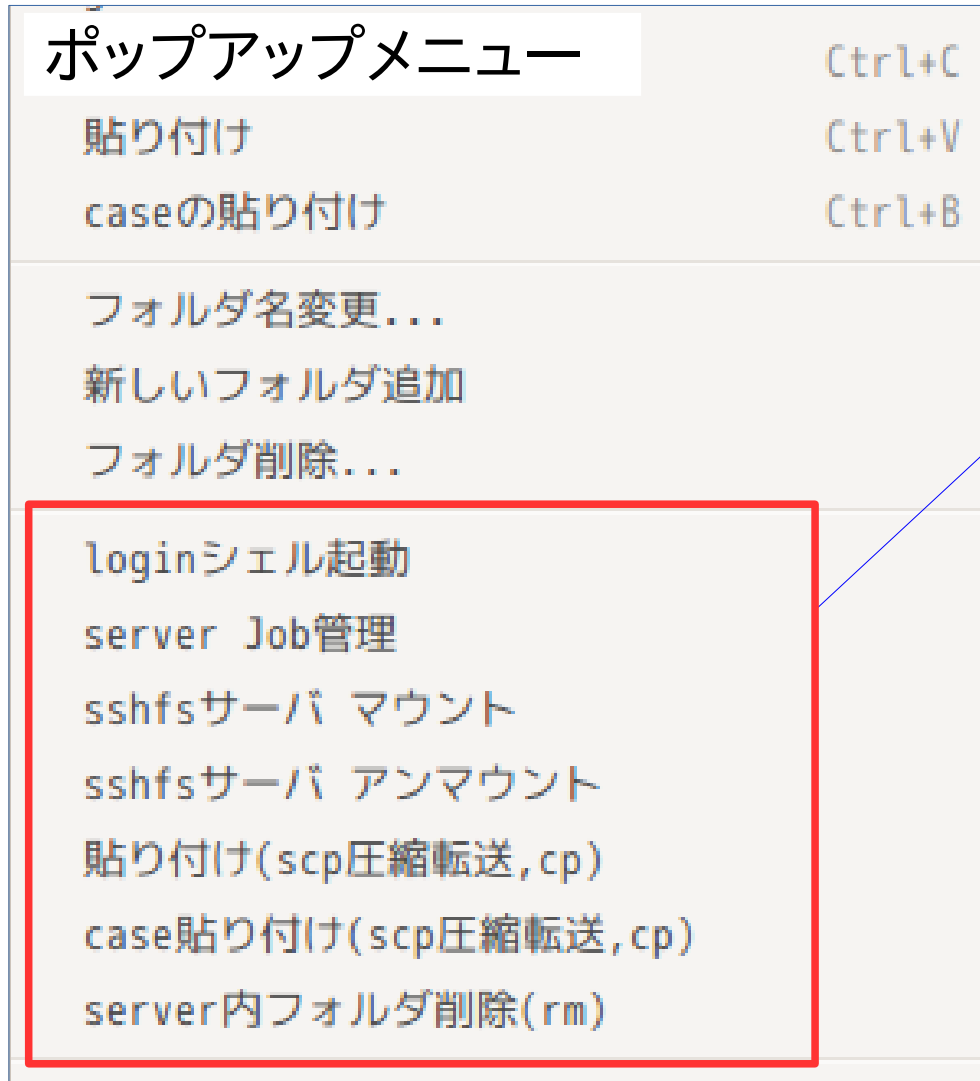 ポップアップメニュー Ctrl+C
貼り付け Ctrl+V
caseの貼り付け Ctrl+B
フォルダ名変更...
新しいフォルダ追加
フォルダ削除...
loginシェル起動
server Job管理
sshfsサーバ マウント
sshfsサーバ アンマウント
貼り付け(scp圧縮転送,cp)
case貼り付け(scp圧縮転送,cp)
server内フォルダ削除(rm)